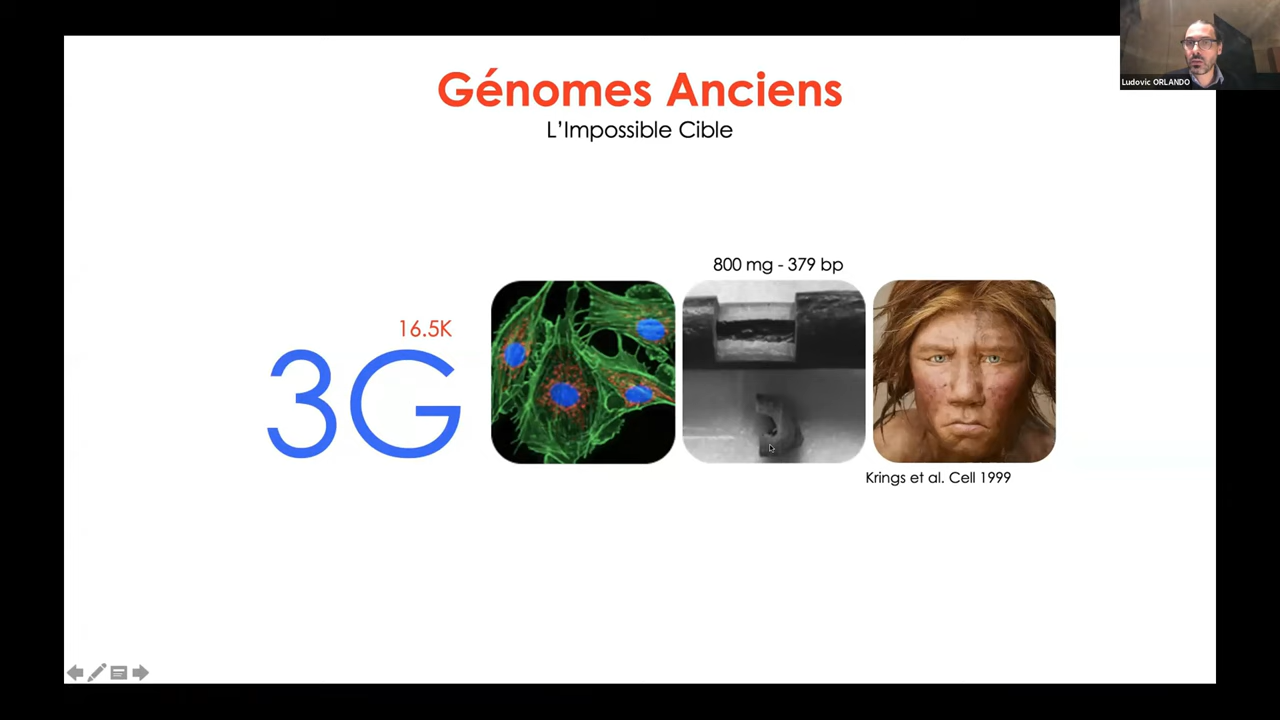 Génomes Anciens
L'Impossible Cible
Ludovic ORLANDO
800 mg - 379 bp
16.5K
3G
Krings et al. Cell 1999